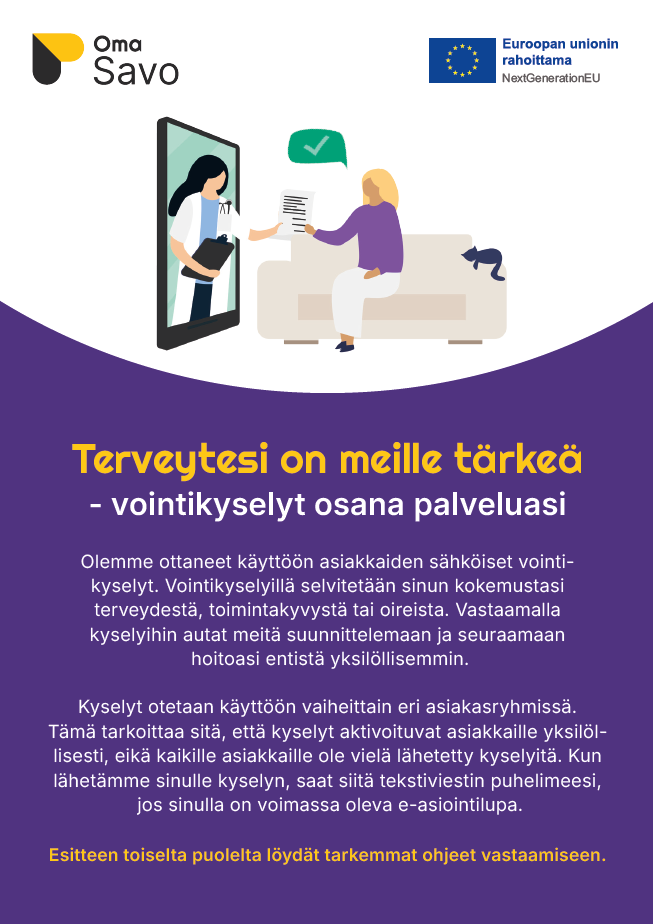 Oma
Savo
Euroopan unionin
rahoittama
NextGenerationEU
Terveytesi on meille tärkeä
- vointikyselyt osana palveluasi
Olemme ottaneet käyttöön asiakkaiden sähköiset vointi-
kyselyt. Vointikyselyillä selvitetään sinun kokemustasi
terveydestä, toimintakyvystä tai oireista. Vastaamalla
kyselyihin autat meitä suunnittelemaan ja seuraamaan
hoitoasi entistä yksilöllisemmin.
Kyselyt otetaan käyttöön vaiheittain eri asiakasryhmissä.
Tämä tarkoittaa sitä, että kyselyt aktivoituvat asiakkaille yksilöl-
lisesti, eikä kaikille asiakkaille ole vielä lähetetty kyselyitä. Kun
lähetämme sinulle kyselyn, saat siitä tekstiviestin puhelimeesi,
jos sinulla on voimassa oleva e-asiointilupa.
Esitteen toiselta puolelta löydät tarkemmat ohjeet vastaamiseen.